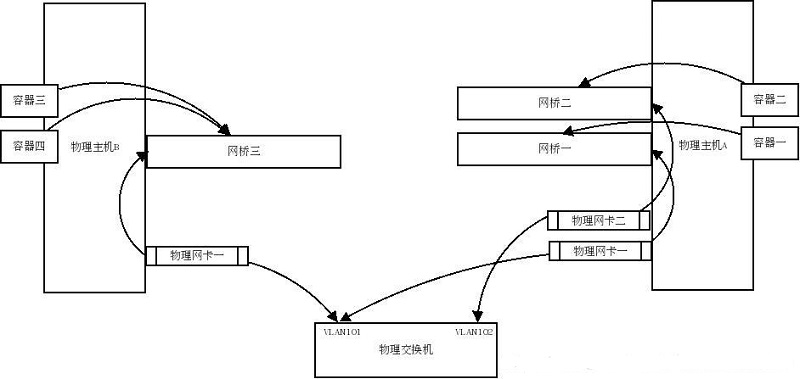 容器三
容器四
物理主机B
网桥三
物理网卡一
网桥二
网桥一
容器二
容器一
物理主机A
物理网卡二
物理网卡一
VLAN101
VLAN102
物理交换机